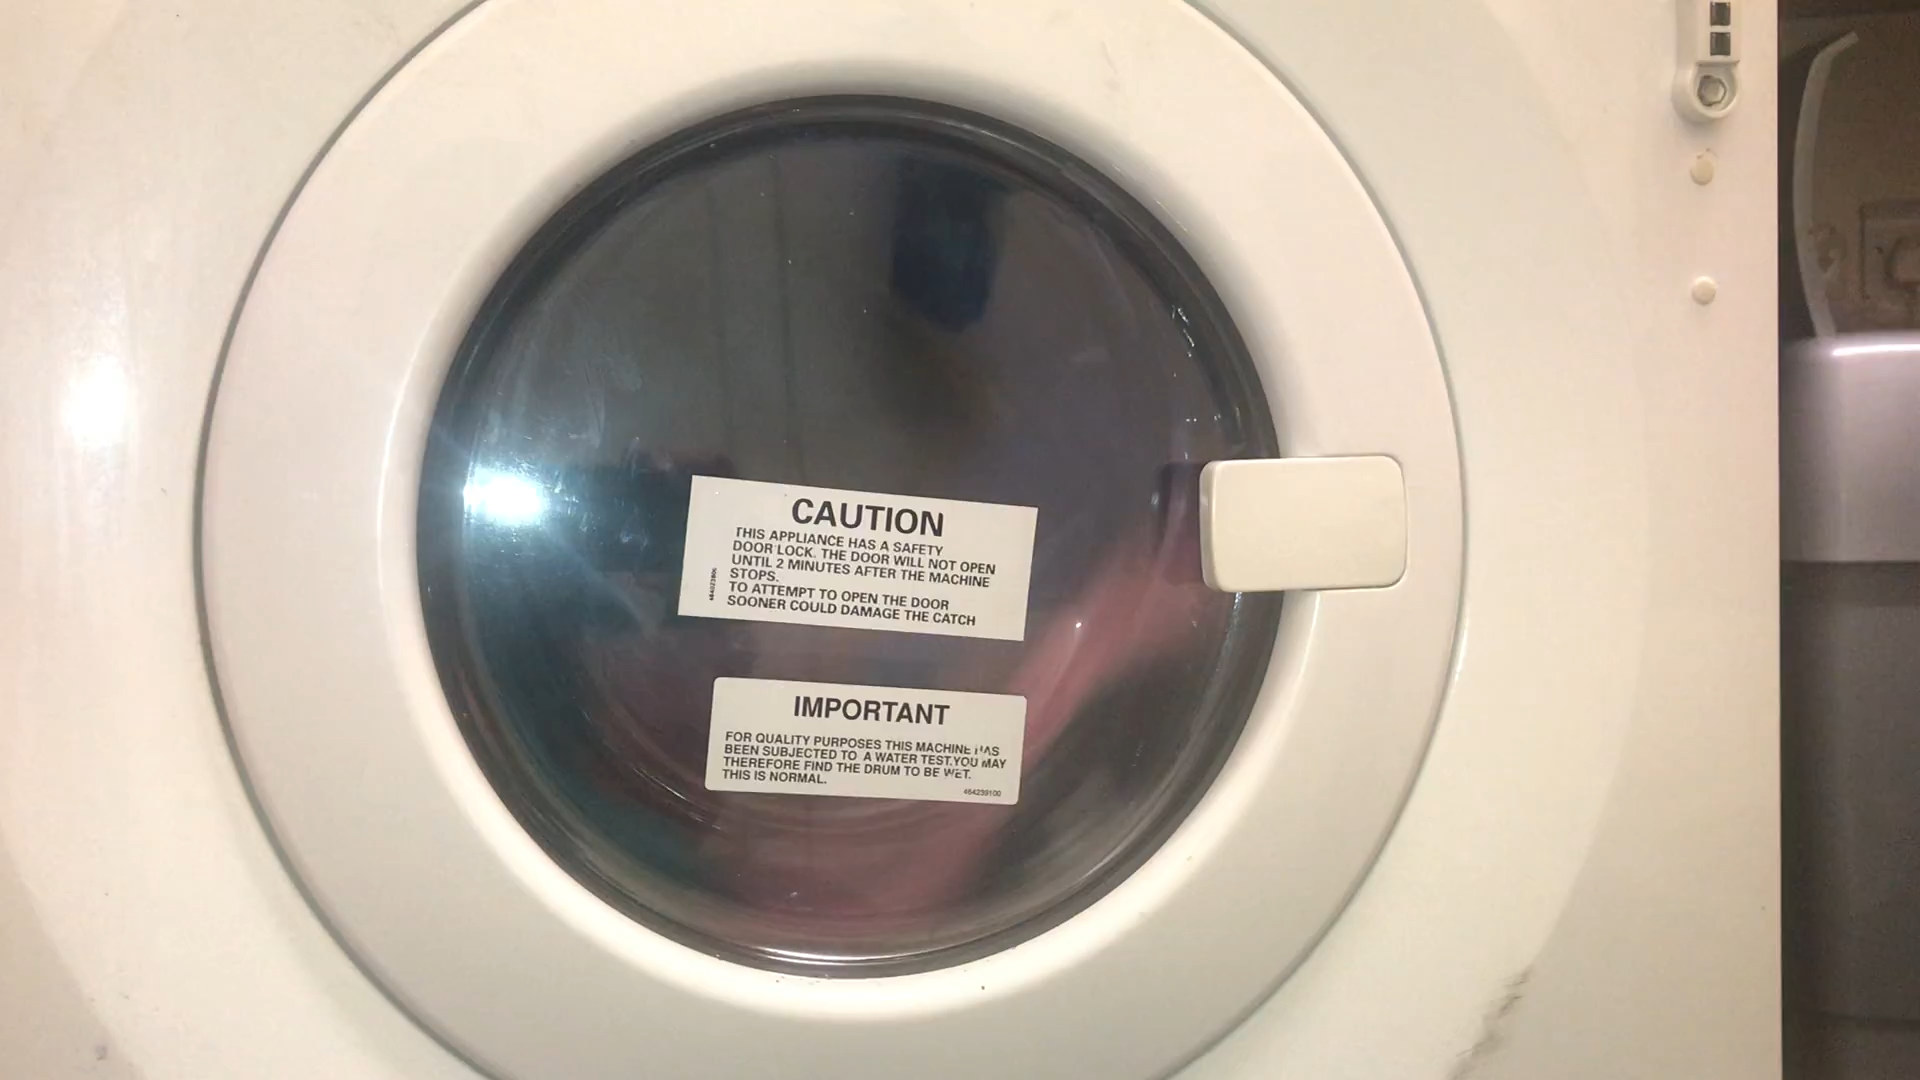 CAUTION
THIS APPLIANCE HAS A SAFETY
DOOR LOCK. THE DOOR WILL NOT OPEN
UNTIL 2 MINUTES AFTER THE MACHINE
STOPS.
TO ATTEMPT TO OPEN THE DOOR
SOONER COULD DAMAGE THE CATCH
IMPORTANT
FOR QUALITY PURPOSES THIS MACHINE HAS
BEEN SUBJECTED TO A WATER TEST.YOU MAY
THEREFORE FIND THE DRUM TO BE WET.
THIS IS NORMAL.
464239100